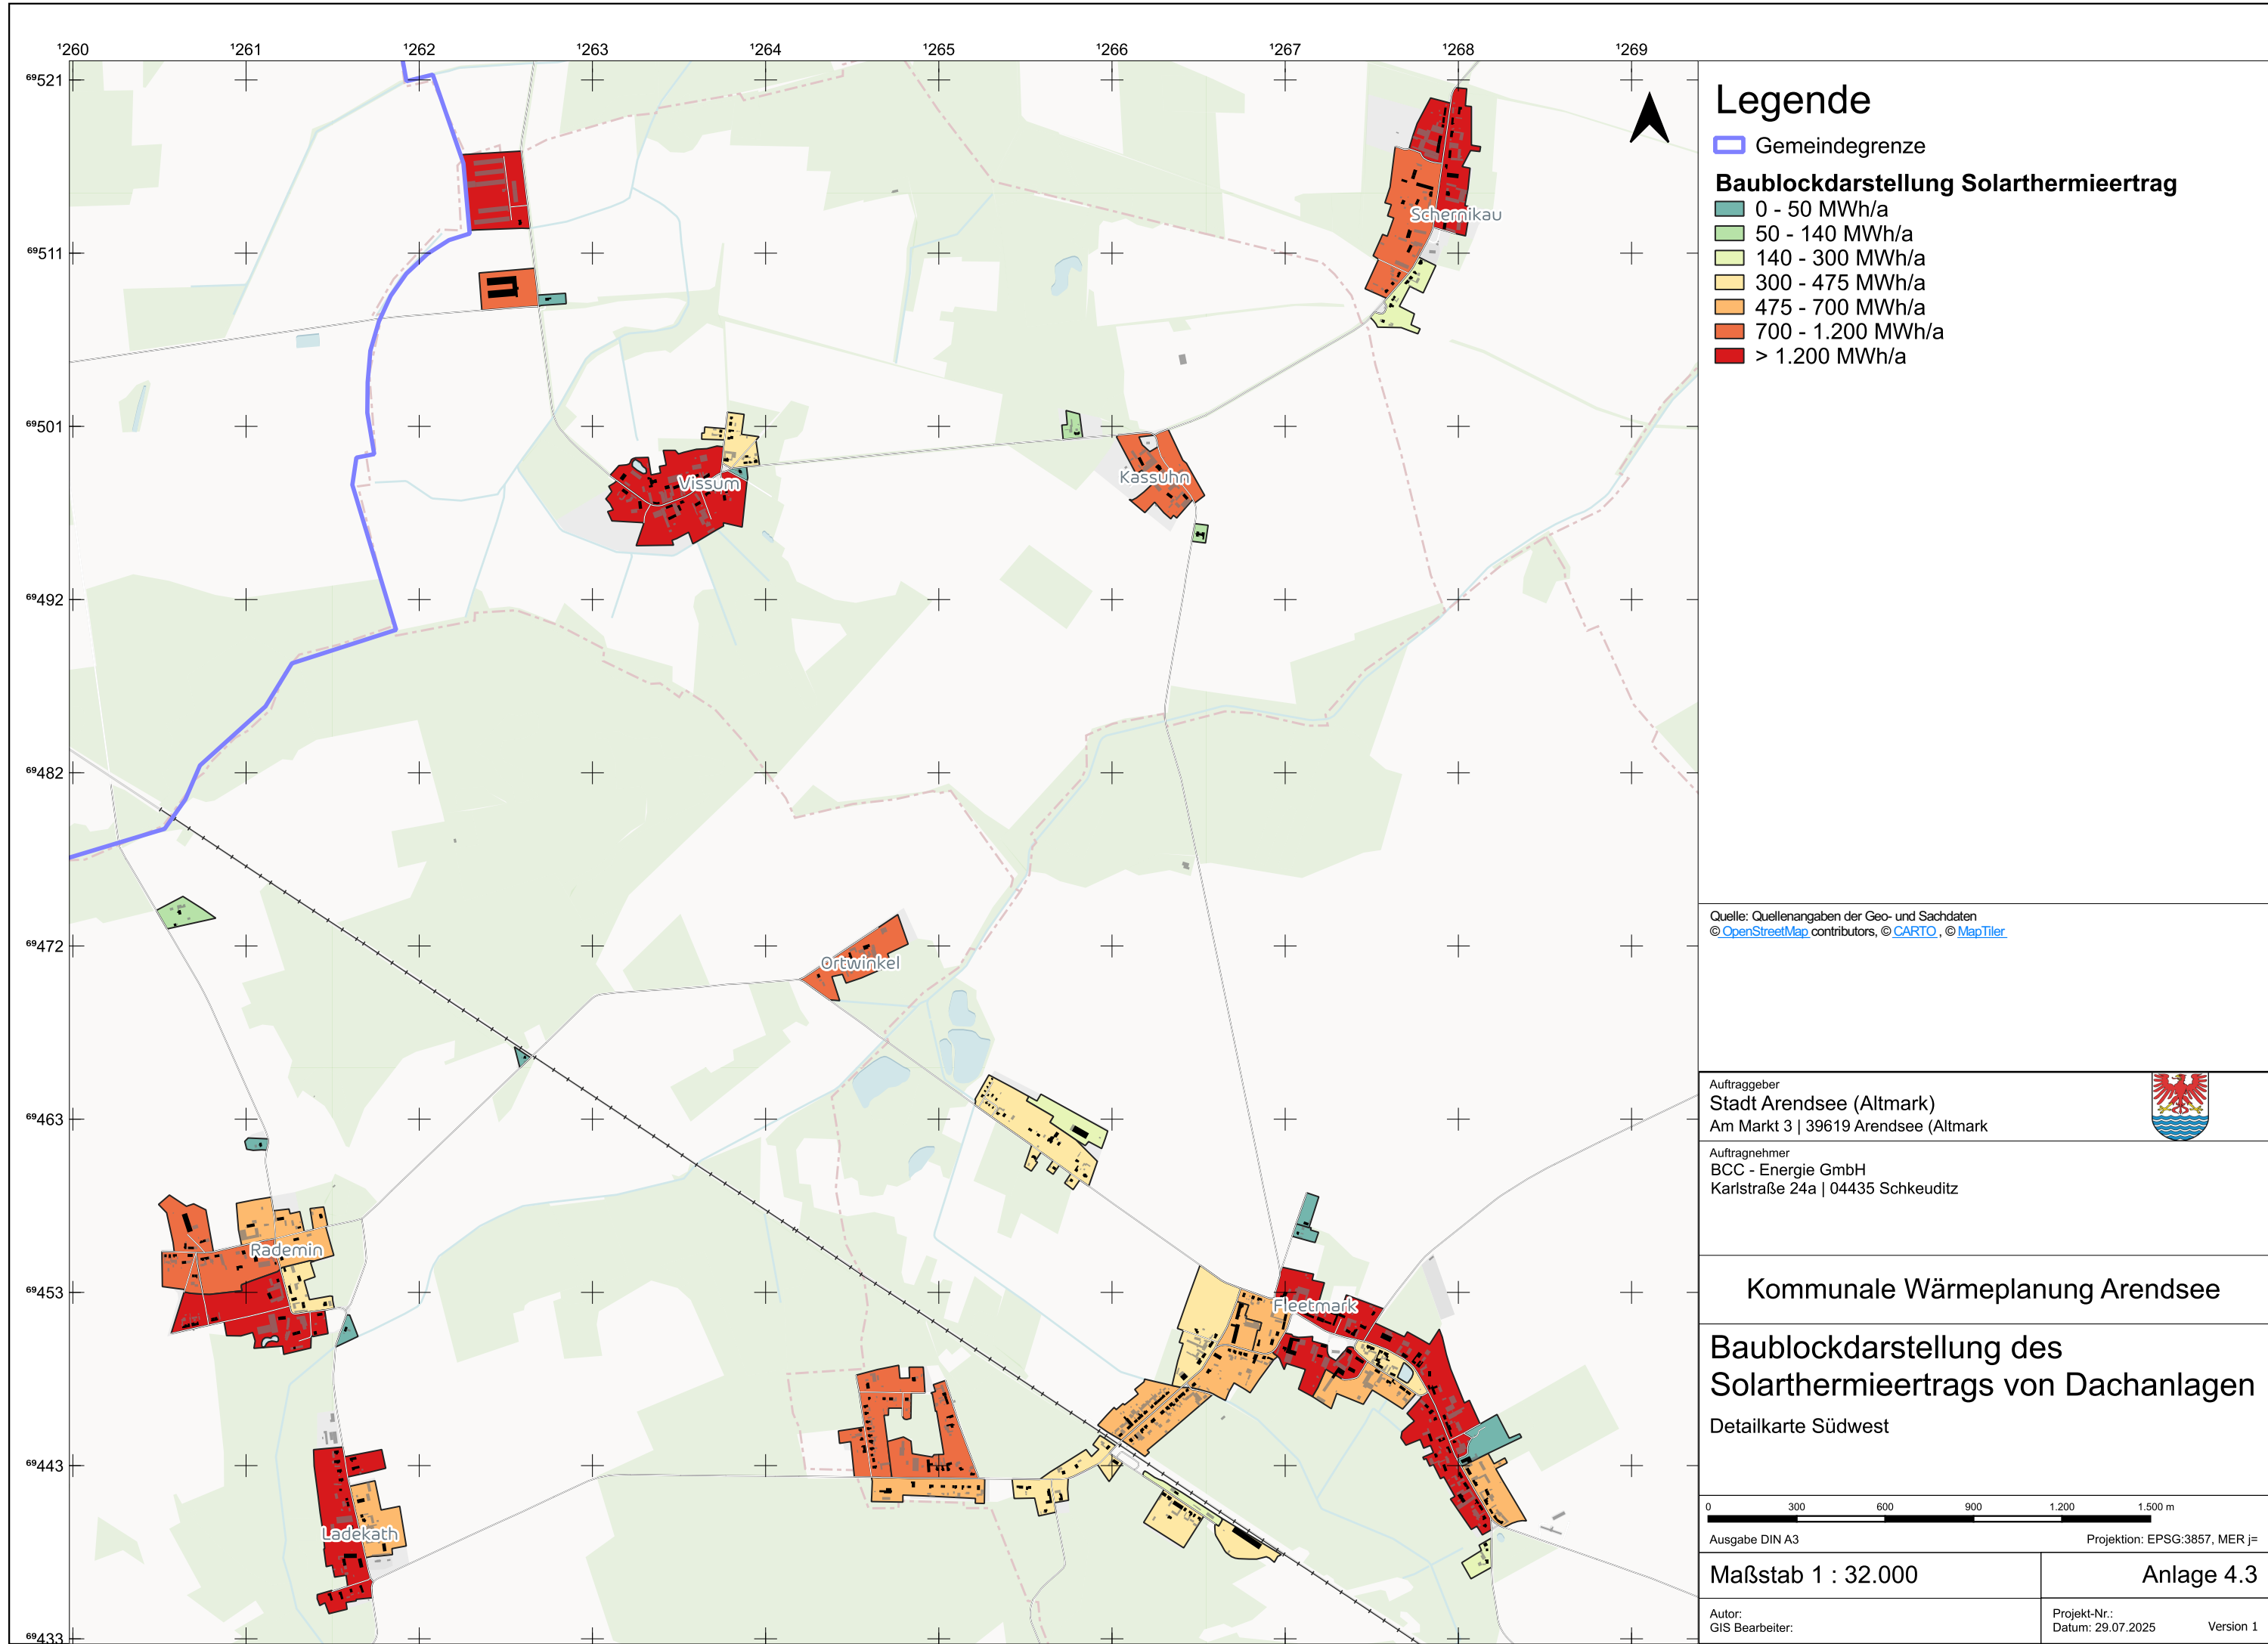 ¹260 ¹261 ¹262 ¹263 ¹264 ¹265 ¹266 ¹267 ¹268 ¹269
⁶⁹521
⁶⁹511
⁶⁹501
⁶⁹492
⁶⁹482
⁶⁹472
⁶⁹463
⁶⁹453
⁶⁹443
⁶⁹433
Schernikau
Vissum
Kassuhn
Ortwinkel
Rademin
Fleetmark
Ladekath
Legende
Gemeindegrenze
Baublockdarstellung Solarthermieertrag
0 - 50 MWh/a
50 - 140 MWh/a
140 - 300 MWh/a
300 - 475 MWh/a
475 - 700 MWh/a
700 - 1.200 MWh/a
> 1.200 MWh/a
Quelle: Quellenangaben der Geo- und Sachdaten
© OpenStreetMap contributors, © CARTO , © MapTiler
Auftraggeber
Stadt Arendsee (Altmark)
Am Markt 3 | 39619 Arendsee (Altmark
Auftragnehmer
BCC - Energie GmbH
Karlstraße 24a | 04435 Schkeuditz
Kommunale Wärmeplanung Arendsee
Baublockdarstellung des
Solarthermieertrags von Dachanlagen
Detailkarte Südwest
0 300 600 900 1.200 1.500 m
Ausgabe DIN A3 Projektion: EPSG:3857, MER j=
Maßstab 1 : 32.000 Anlage 4.3
Autor:
GIS Bearbeiter:
Projekt-Nr.:
Datum: 29.07.2025 Version 1